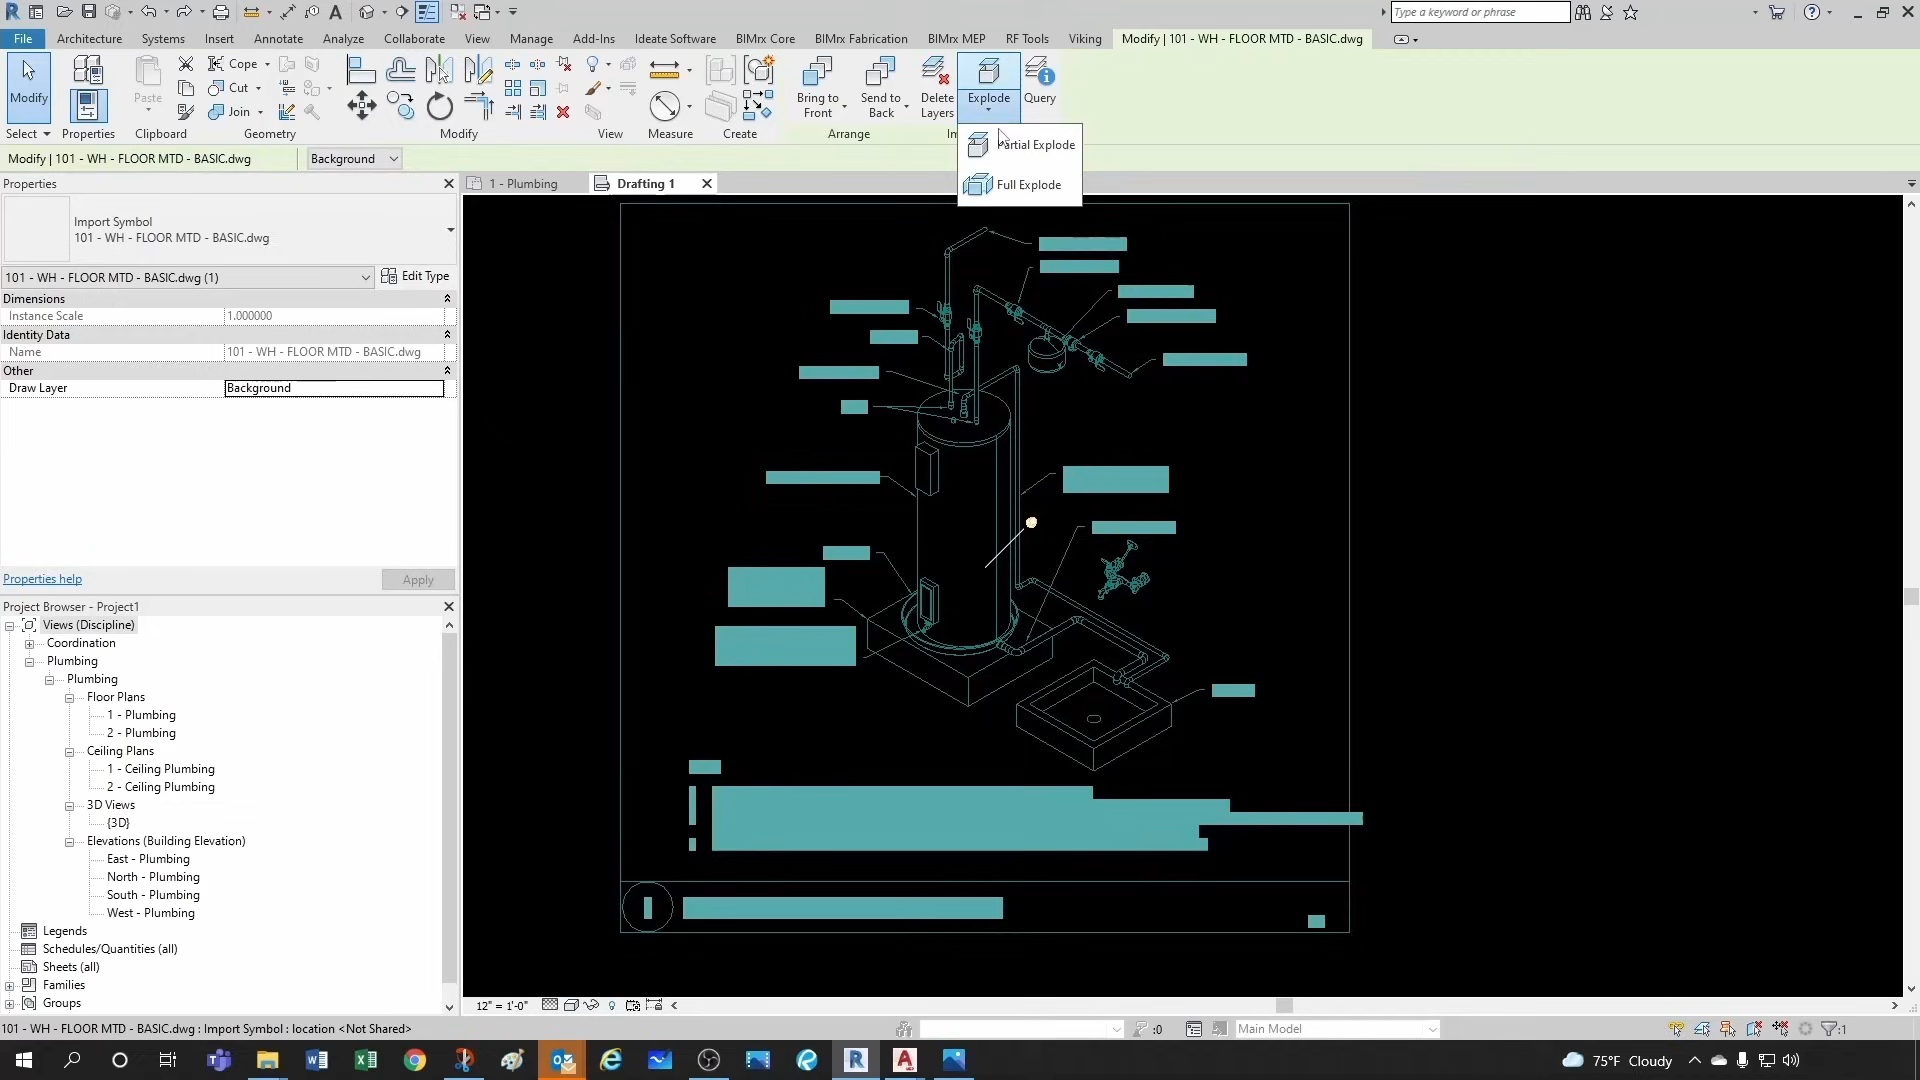 Type a keyword or phrase
File Architecture Systems Insert Annotate Analyze Collaborate View Manage Add-Ins Ideate Software BIMrx Core BIMrx Fabrication BIMrx MEP RF Tools Viking Modify | 101 - WH - FLOOR MTD - BASIC.dwg
Modify
Paste
Cope
Cut
Join
Bring to Front
Send to Back
Delete Layers
Explode
Query
Select Properties Clipboard Geometry Modify View Measure Create Arrange
Partial Explode
Full Explode
Modify | 101 - WH - FLOOR MTD - BASIC.dwg Background
Properties
1 - Plumbing Drafting 1
Import Symbol
101 - WH - FLOOR MTD - BASIC.dwg
101 - WH - FLOOR MTD - BASIC.dwg (1) Edit Type
Dimensions
Instance Scale 1.000000
Identity Data
Name 101 - WH - FLOOR MTD - BASIC.dwg
Other
Draw Layer Background
Properties help Apply
Project Browser - Project1
Views (Discipline)
Coordination
Plumbing
Plumbing
Floor Plans
1 - Plumbing
2 - Plumbing
Ceiling Plans
1 - Ceiling Plumbing
2 - Ceiling Plumbing
3D Views
{3D}
Elevations (Building Elevation)
East - Plumbing
North - Plumbing
South - Plumbing
West - Plumbing
Legends
Schedules/Quantities (all)
Sheets (all)
Families
Groups
12" = 1'-0"
101 - WH - FLOOR MTD - BASIC.dwg : Import Symbol : location <Not Shared> :0 Main Model :1
75°F Cloudy